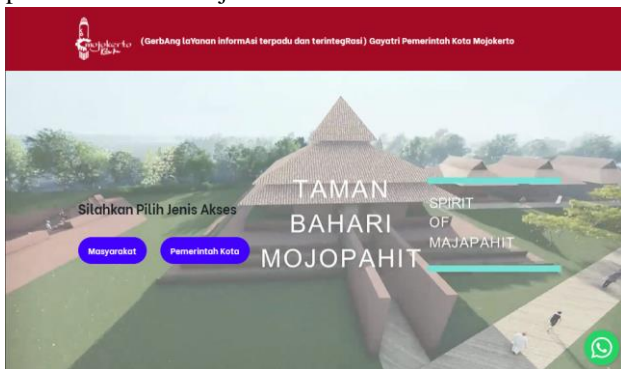 mojokerto
(GerbAng laYanan informAsi terpadu dan terintegRasi) Gayatri Pemerintah Kota Mojokerto
Silahkan Pilih Jenis Akses
Masyarakat
Pemerintah Kota
TAMAN
BAHARI
MOJOPAHIT
SPIRIT
OF
MAJAPAHIT